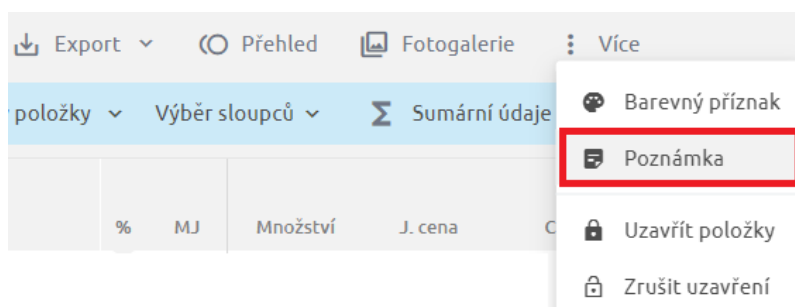 Export Přehled Fotogalerie Více
položky Výběr sloupců Σ Sumární údaje
Barevný příznak
Poznámka
% MJ Množství J. cena C
Uzavřít položky
Zrušit uzavření